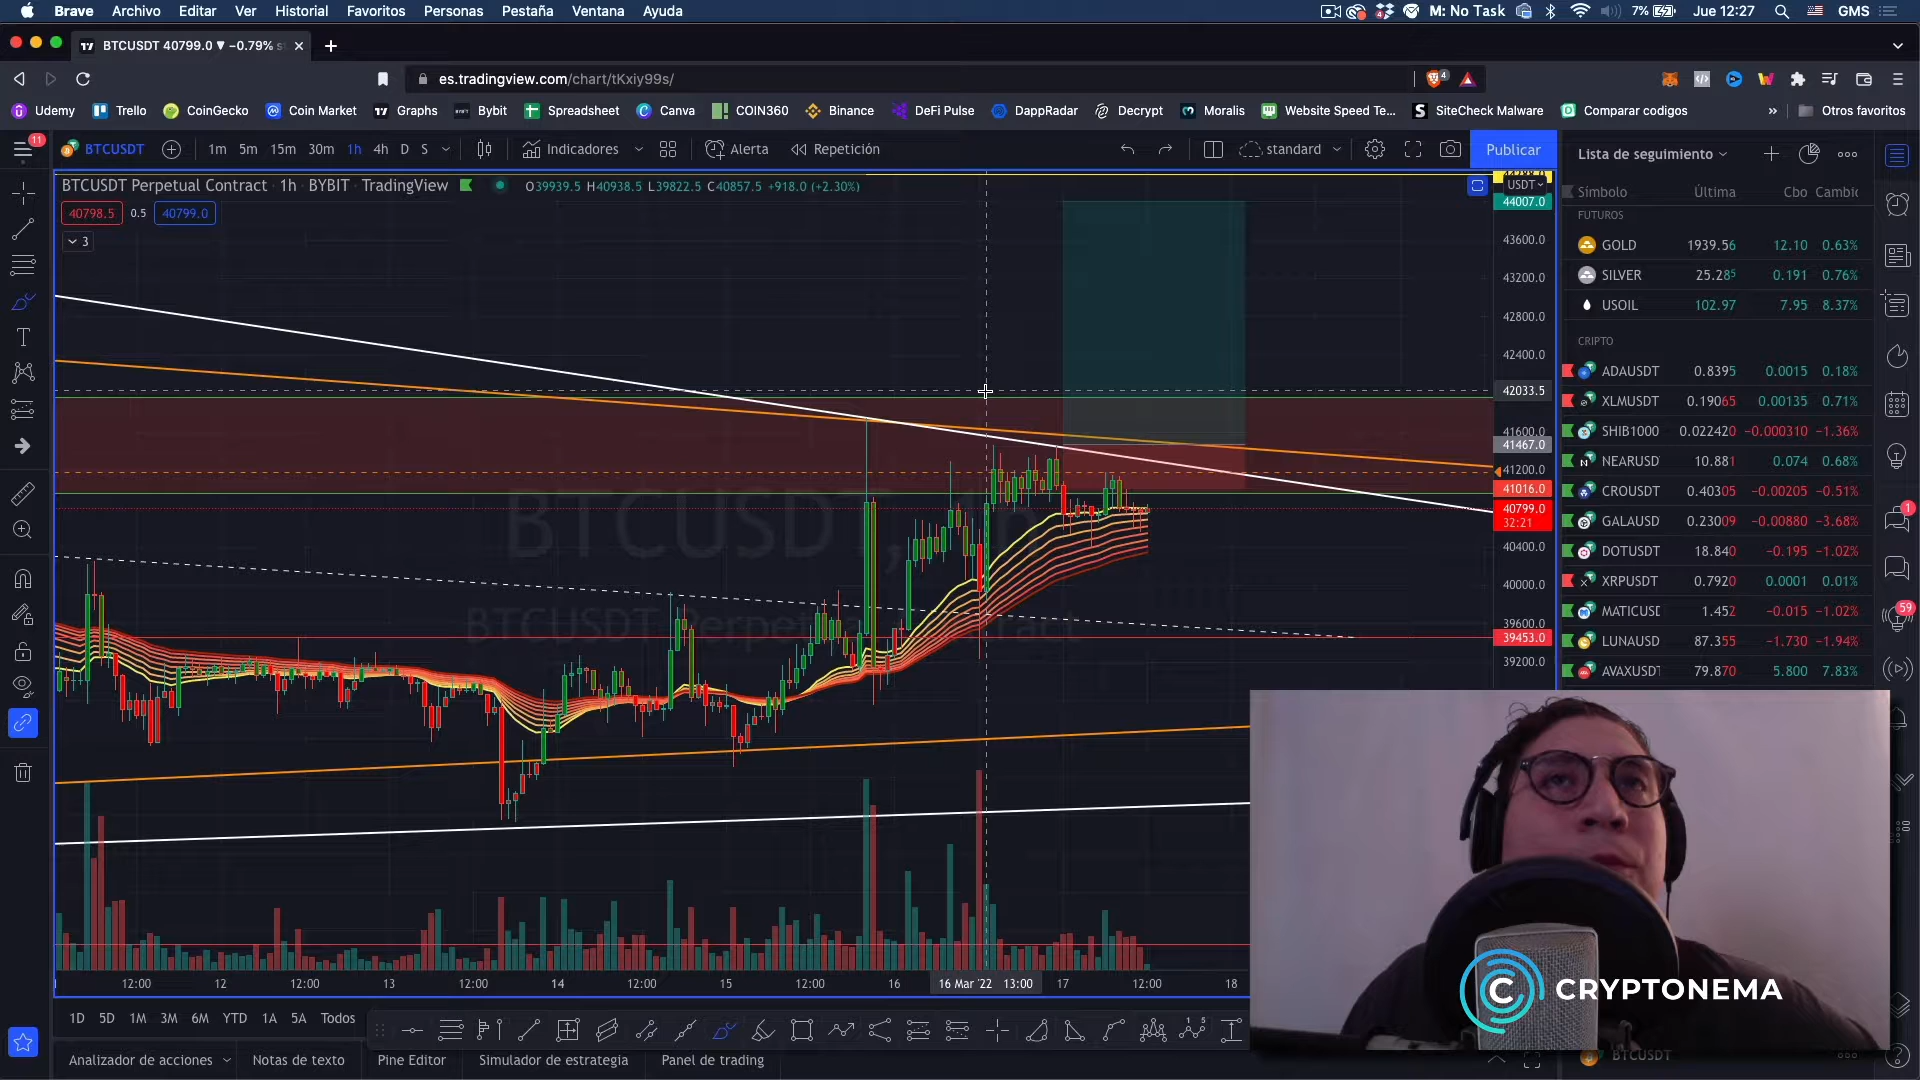 Brave Archivo Editar Ver Historial Favoritos Personas Pestaña Ventana Ayuda M: No Task 7% Jue 12:27 GMS
BTCUSDT 40799.0 ▼ −0.79%
es.tradingview.com/chart/tKxiy99s/
Udemy Trello CoinGecko Coin Market Graphs Bybit Spreadsheet Canva COIN360 Binance DeFi Pulse DappRadar Decrypt Moralis Website Speed Te... SiteCheck Malware Comparar codigos » Otros favoritos
11 BTCUSDT 1m 5m 15m 30m 1h 4h D S Indicadores Alerta Repetición standard Publicar
Lista de seguimiento
BTCUSDT Perpetual Contract · 1h · BYBIT · TradingView O39939.5 H40938.5 L39822.5 C40857.5 +918.0 (+2.30%)
USDT
Símbolo Última Cbo Cambic
40798.5 0.5 40799.0
3
44007.0
43600.0
43200.0
42800.0
42400.0
42033.5
41600.0
41467.0
41200.0
41016.0
40799.0
32:21
40400.0
40000.0
39600.0
39453.0
39200.0
FUTUROS
GOLD 1939.56 12.10 0.63%
SILVER 25.285 0.191 0.76%
USOIL 102.97 7.95 8.37%
CRIPTO
ADAUSDT 0.8395 0.0015 0.18%
XLMUSDT 0.19065 0.00135 0.71%
SHIB1000 0.022420 −0.000310 −1.36%
NEARUSD 10.881 0.074 0.68%
CROUSDT 0.40305 −0.00205 −0.51%
GALAUSD 0.23009 −0.00880 −3.68%
DOTUSDT 18.840 −0.195 −1.02%
XRPUSDT 0.7920 0.0001 0.01%
MATICUSD 1.452 −0.015 −1.02%
LUNAUSD 87.355 −1.730 −1.94%
AVAXUSDT 79.870 5.800 7.83%
1
59
BTCUSDT, 1h
BTCUSDT Perpetual Contract
12:00 12 12:00 13 12:00 14 12:00 15 12:00 16 16 Mar '22 13:00 17 12:00 18
1D 5D 1M 3M 6M YTD 1A 5A Todos
Analizador de acciones Notas de texto Pine Editor Simulador de estrategia Panel de trading
CRYPTONEMA
BTCUSDT